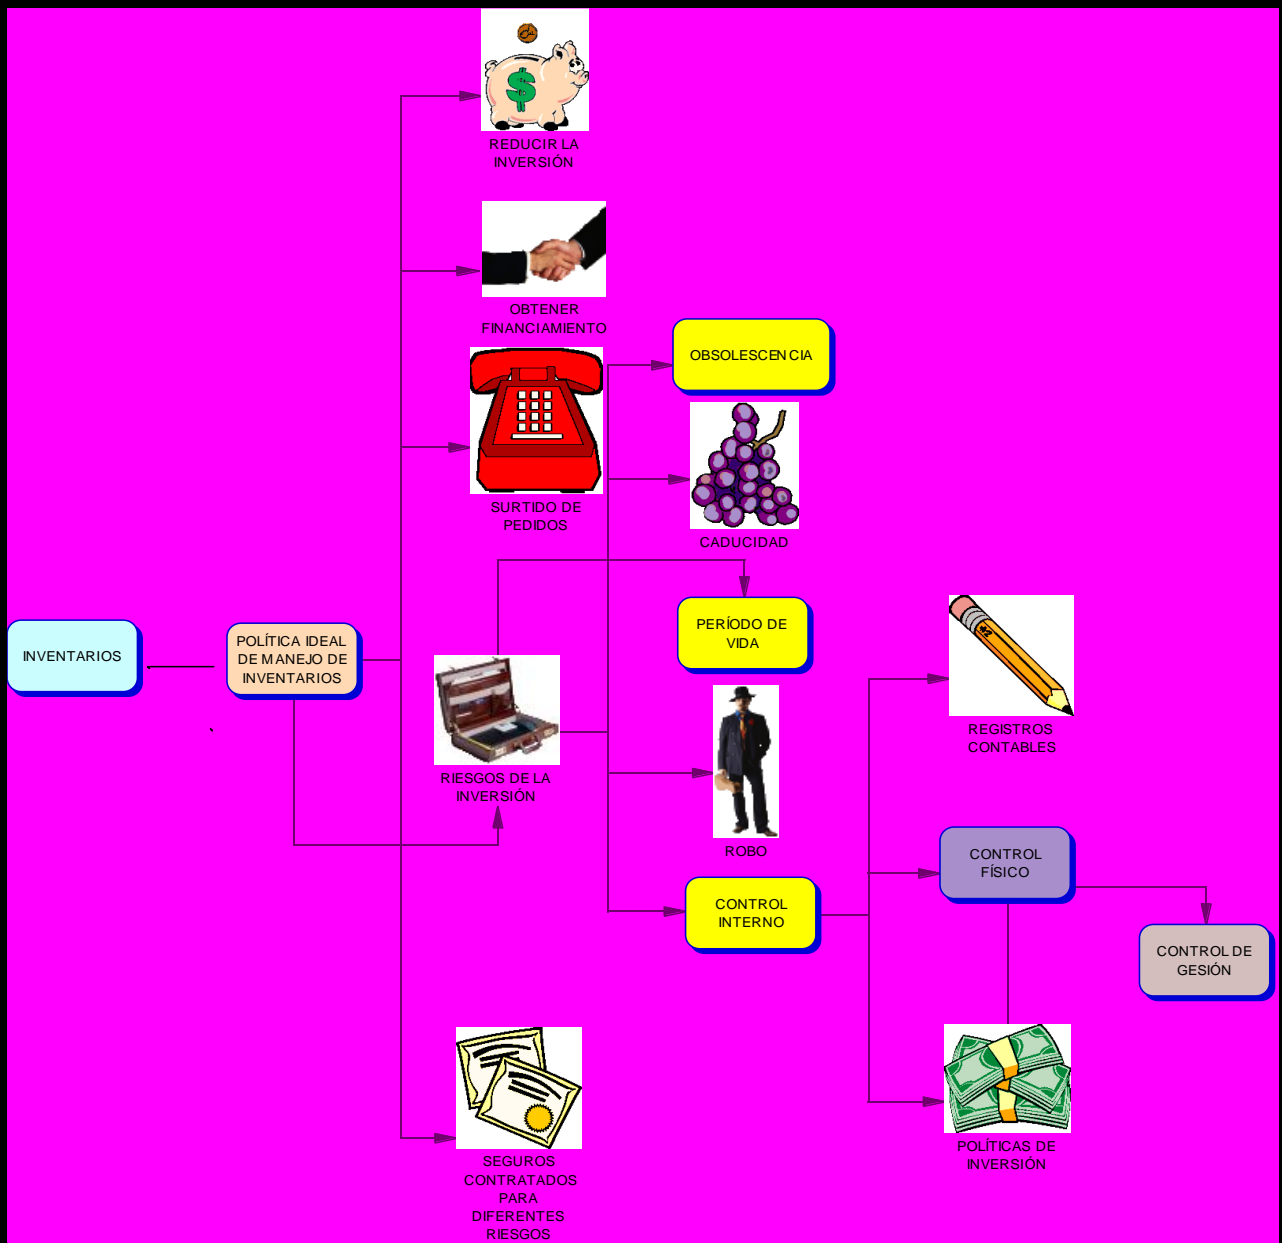 REDUCIR LA
INVERSIÓN
OBTENER
FINANCIAMIENTO
OBSOLESCENCIA
SURTIDO DE
PEDIDOS
CADUCIDAD
INVENTARIOS
POLÍTICA IDEAL
DE MANEJO DE
INVENTARIOS
PERÍODO DE
VIDA
RIESGOS DE LA
INVERSIÓN
REGISTROS
CONTABLES
ROBO
CONTROL
FÍSICO
CONTROL
INTERNO
CONTROL DE
GESIÓN
POLÍTICAS DE
INVERSIÓN
SEGUROS
CONTRATADOS
PARA
DIFERENTES
RIESGOS